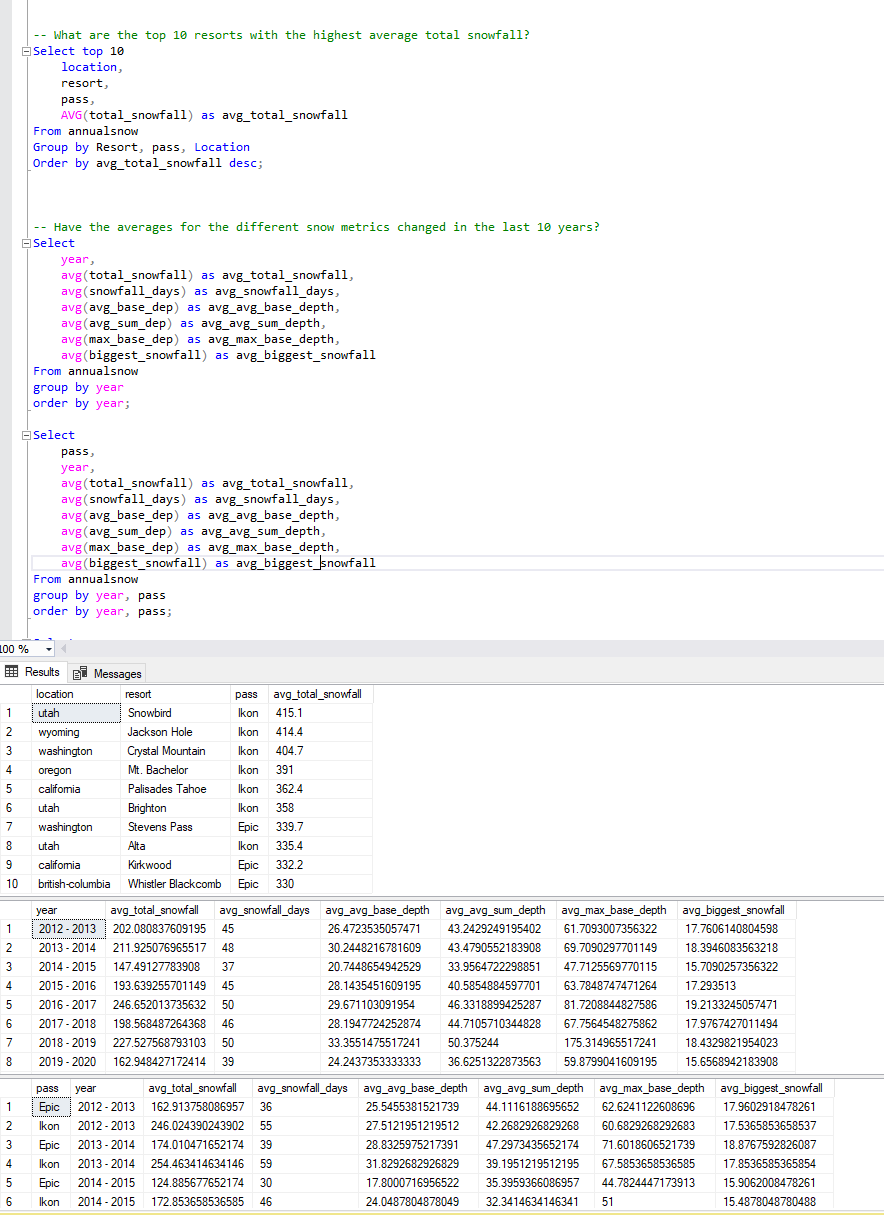 -- What are the top 10 resorts with the highest average total snowfall?
Select top 10
location,
resort,
pass,
AVG(total_snowfall) as avg_total_snowfall
From annualsnow
Group by Resort, pass, Location
Order by avg_total_snowfall desc;
-- Have the averages for the different snow metrics changed in the last 10 years?
Select
year,
avg(total_snowfall) as avg_total_snowfall,
avg(snowfall_days) as avg_snowfall_days,
avg(avg_base_dep) as avg_avg_base_depth,
avg(avg_sum_dep) as avg_avg_sum_depth,
avg(max_base_dep) as avg_max_base_depth,
avg(biggest_snowfall) as avg_biggest_snowfall
From annualsnow
group by year
order by year;
Select
pass,
year,
avg(total_snowfall) as avg_total_snowfall,
avg(snowfall_days) as avg_snowfall_days,
avg(avg_base_dep) as avg_avg_base_depth,
avg(avg_sum_dep) as avg_avg_sum_depth,
avg(max_base_dep) as avg_max_base_depth,
avg(biggest_snowfall) as avg_biggest_snowfall
From annualsnow
group by year, pass
order by year, pass;
100 %
Results Messages
location resort pass avg_total_snowfall
1 utah Snowbird Ikon 415.1
2 wyoming Jackson Hole Ikon 414.4
3 washington Crystal Mountain Ikon 404.7
4 oregon Mt. Bachelor Ikon 391
5 california Palisades Tahoe Ikon 362.4
6 utah Brighton Ikon 358
7 washington Stevens Pass Epic 339.7
8 utah Alta Ikon 335.4
9 california Kirkwood Epic 332.2
10 british-columbia Whistler Blackcomb Epic 330
year avg_total_snowfall avg_snowfall_days avg_avg_base_depth avg_avg_sum_depth avg_max_base_depth avg_biggest_snowfall
1 2012 - 2013 202.080837609195 45 26.4723535057471 43.2429249195402 61.7093007356322 17.7606140804598
2 2013 - 2014 211.925076965517 48 30.2448216781609 43.4790552183908 69.7090297701149 18.3946083563218
3 2014 - 2015 147.49127783908 37 20.7448654942529 33.9564722298851 47.7125569770115 15.7090257356322
4 2015 - 2016 193.639255701149 45 28.1435451609195 40.5854884597701 63.7848747471264 17.293513
5 2016 - 2017 246.652013735632 50 29.671103091954 46.3318899425287 81.7208844827586 19.2133245057471
6 2017 - 2018 198.568487264368 46 28.1947724252874 44.7105710344828 67.7564548275862 17.9767427011494
7 2018 - 2019 227.527568793103 50 33.3551475517241 50.375244 175.314965517241 18.4329821954023
8 2019 - 2020 162.948427172414 39 24.2437353333333 36.6251322873563 59.8799041609195 15.6568942183908
pass year avg_total_snowfall avg_snowfall_days avg_avg_base_depth avg_avg_sum_depth avg_max_base_depth avg_biggest_snowfall
1 Epic 2012 - 2013 162.913758086957 36 25.5455381521739 44.1116188695652 62.6241122608696 17.9602918478261
2 Ikon 2012 - 2013 246.024390243902 55 27.5121951219512 42.2682926829268 60.6829268292683 17.5365853658537
3 Epic 2013 - 2014 174.010471652174 39 28.8325975217391 47.2973435652174 71.6018606521739 18.8767592826087
4 Ikon 2013 - 2014 254.463414634146 59 31.8292682926829 39.1951219512195 67.5853658536585 17.8536585365854
5 Epic 2014 - 2015 124.885677652174 30 17.8000716956522 35.3959366086957 44.7824447173913 15.9062008478261
6 Ikon 2014 - 2015 172.853658536585 46 24.0487804878049 32.3414634146341 51 15.4878048780488